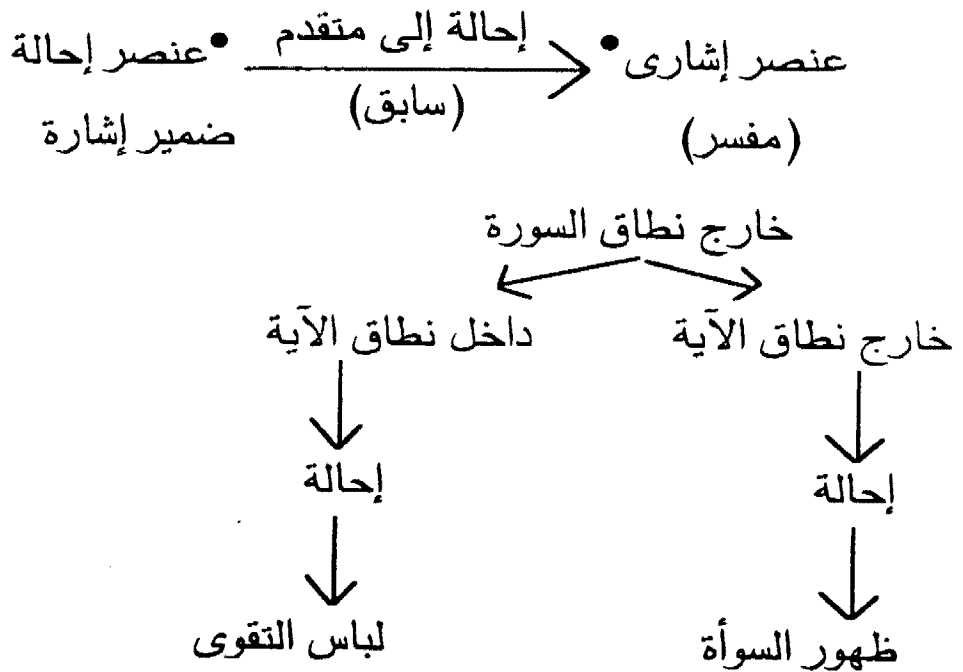 عنصر إشارى • إحالة إلى متقدم • عنصر إحالة
(مفسر) (سابق) ضمير إشارة
خارج نطاق السورة
خارج نطاق الآية داخل نطاق الآية
إحالة إحالة
ظهور السوأة لباس التقوى